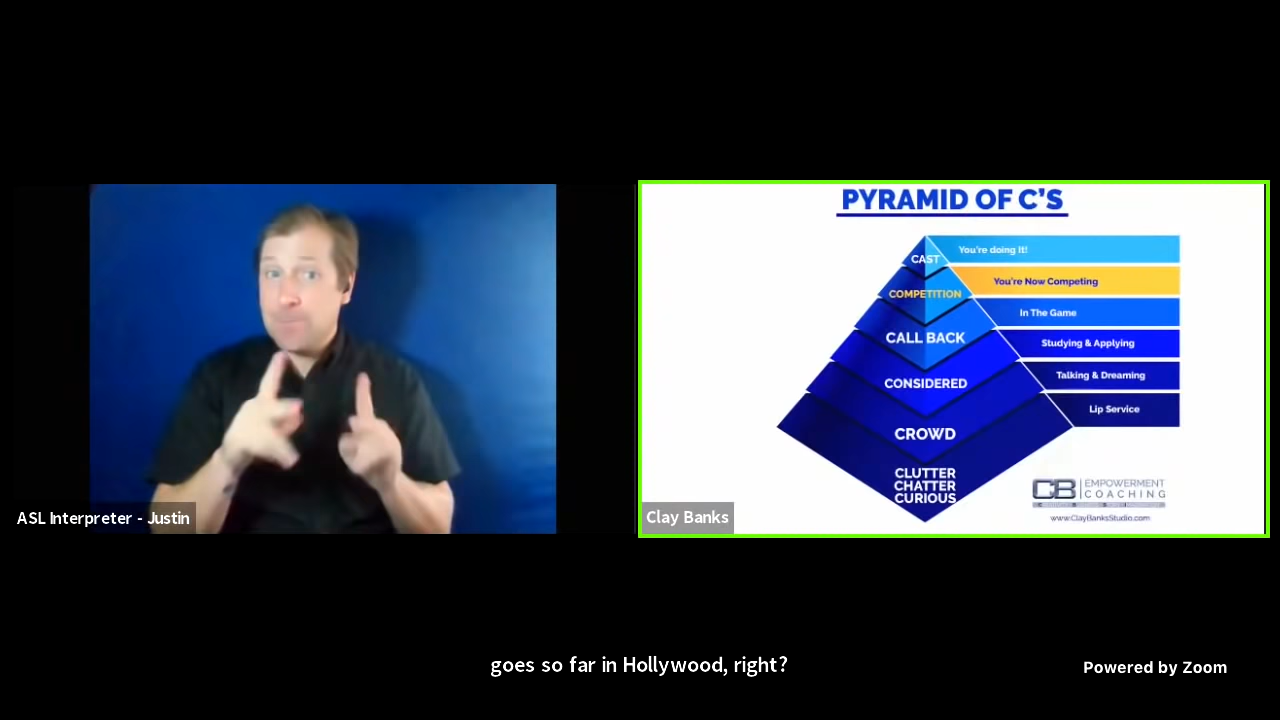 PYRAMID OF C'S
CAST
You're doing It!
COMPETITION
You're Now Competing
CALL BACK
In The Game
CONSIDERED
Studying & Applying
CROWD
Talking & Dreaming
CLUTTER
CHATTER
CURIOUS
Lip Service
CB EMPOWERMENT
COACHING
www.ClayBanksStudio.com
ASL Interpreter - Justin
Clay Banks
goes so far in Hollywood, right?
Powered by Zoom